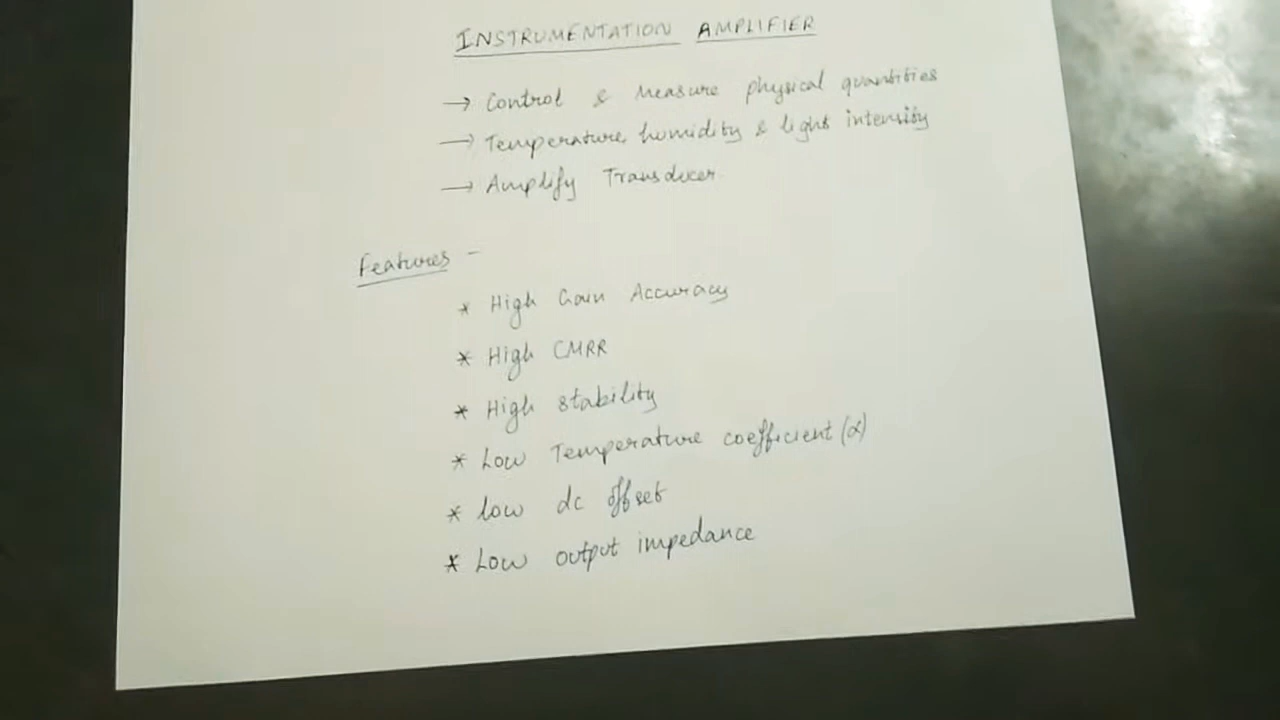 INSTRUMENTATION AMPLIFIER
→ Control & Measure physical quantities
→ Temperature, humidity & light intensity
→ Amplify Transducer
Features -
* High Gain Accuracy
* High CMRR
* High stability
* Low Temperature coefficient (α)
* low dc offset
* Low output impedance